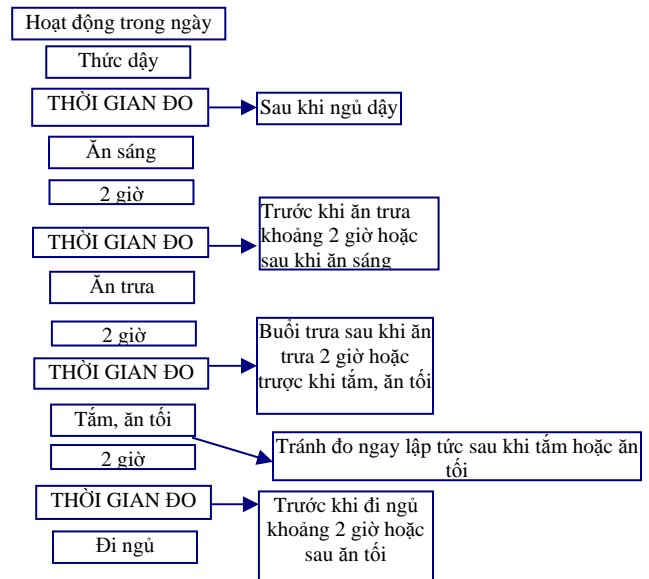 Hoạt động trong ngày
Thức dậy
THỜI GIAN ĐO
Sau khi ngủ dậy
Ăn sáng
2 giờ
THỜI GIAN ĐO
Trước khi ăn trưa
khoảng 2 giờ hoặc
sau khi ăn sáng
Ăn trưa
2 giờ
THỜI GIAN ĐO
Buổi trưa sau khi ăn
trưa 2 giờ hoặc
trược khi tắm, ăn tối
Tắm, ăn tối
2 giờ
Tránh đo ngay lập tức sau khi tắm hoặc ăn
tối
THỜI GIAN ĐO
Trước khi đi ngủ
khoảng 2 giờ hoặc
sau ăn tối
Đi ngủ